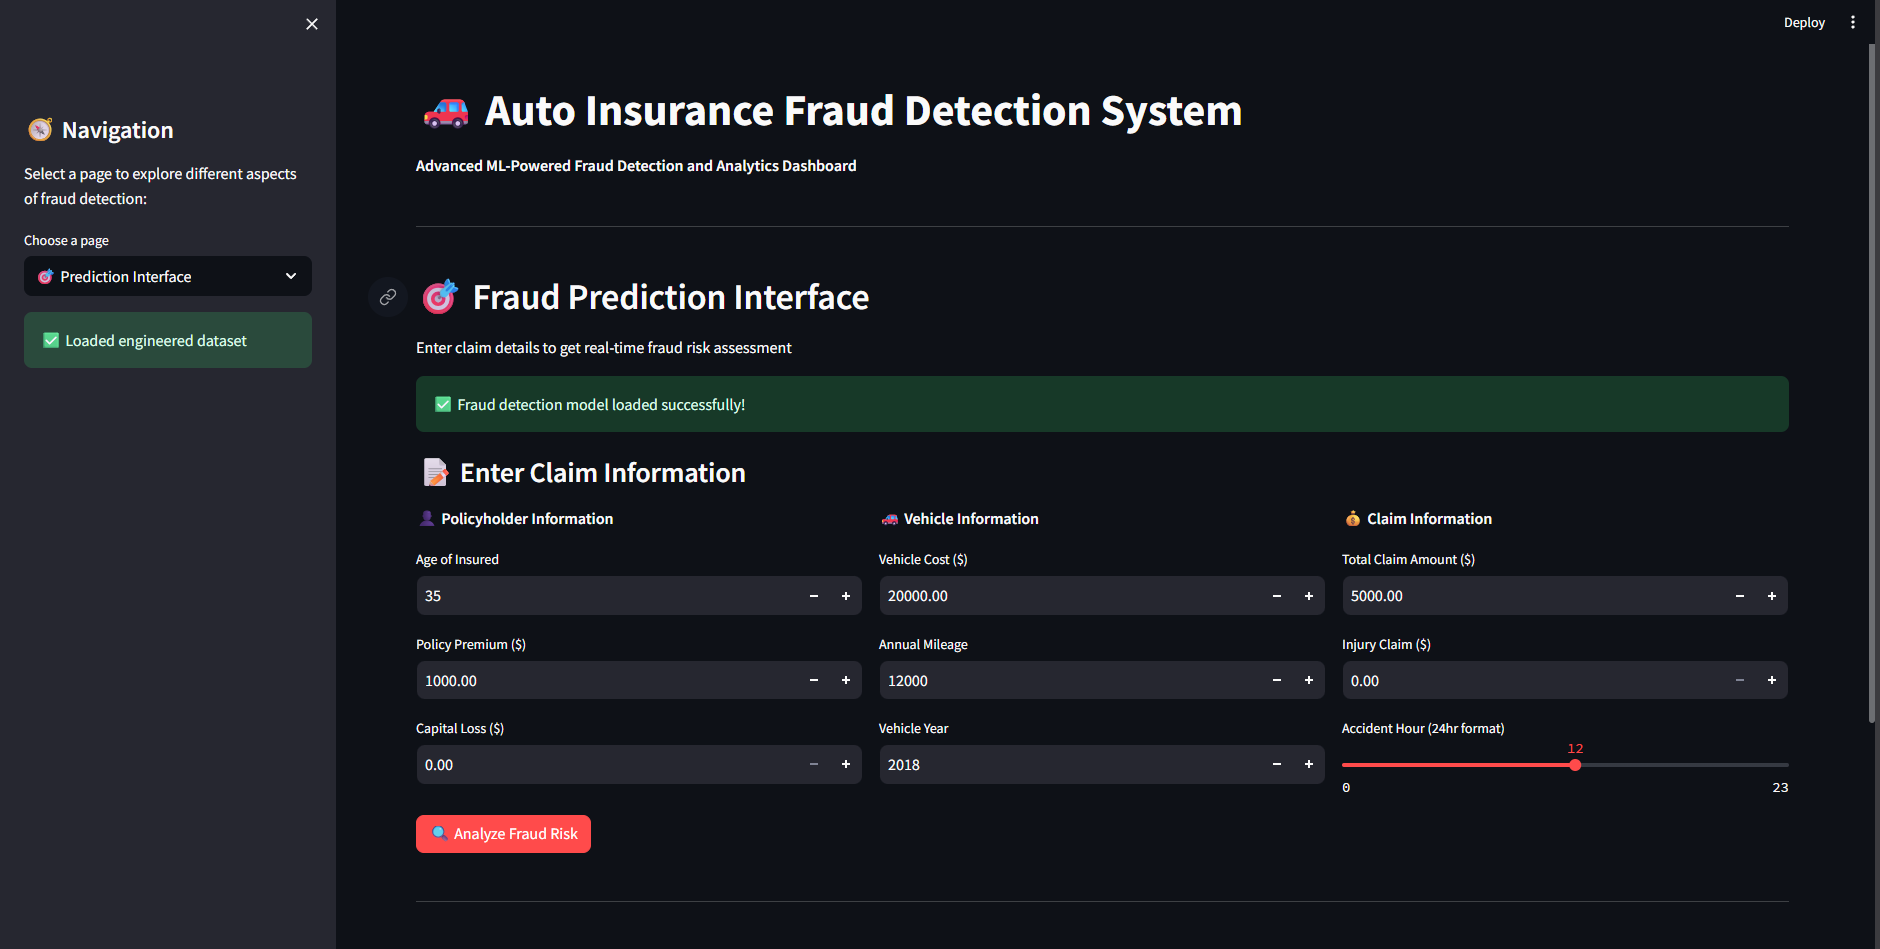 Deploy
Navigation
Select a page to explore different aspects
of fraud detection:
Choose a page
Prediction Interface
Loaded engineered dataset
Auto Insurance Fraud Detection System
Advanced ML-Powered Fraud Detection and Analytics Dashboard
Fraud Prediction Interface
Enter claim details to get real-time fraud risk assessment
Fraud detection model loaded successfully!
Enter Claim Information
Policyholder Information
Age of Insured
35
Policy Premium ($)
1000.00
Capital Loss ($)
0.00
Vehicle Information
Vehicle Cost ($)
20000.00
Annual Mileage
12000
Vehicle Year
2018
Claim Information
Total Claim Amount ($)
5000.00
Injury Claim ($)
0.00
Accident Hour (24hr format)
12
0 23
Analyze Fraud Risk